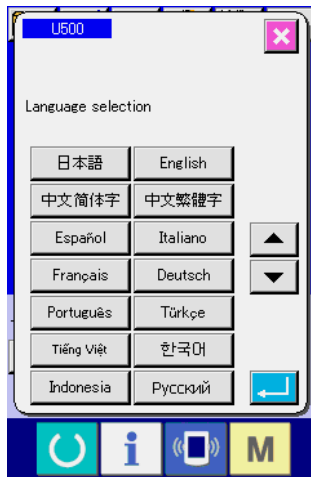 U500
Language selection
日本語 English
中文简体字 中文繁體字
Español Italiano
Français Deutsch
Português Türkçe
Tiếng Việt 한국어
Indonesia Русский
i M